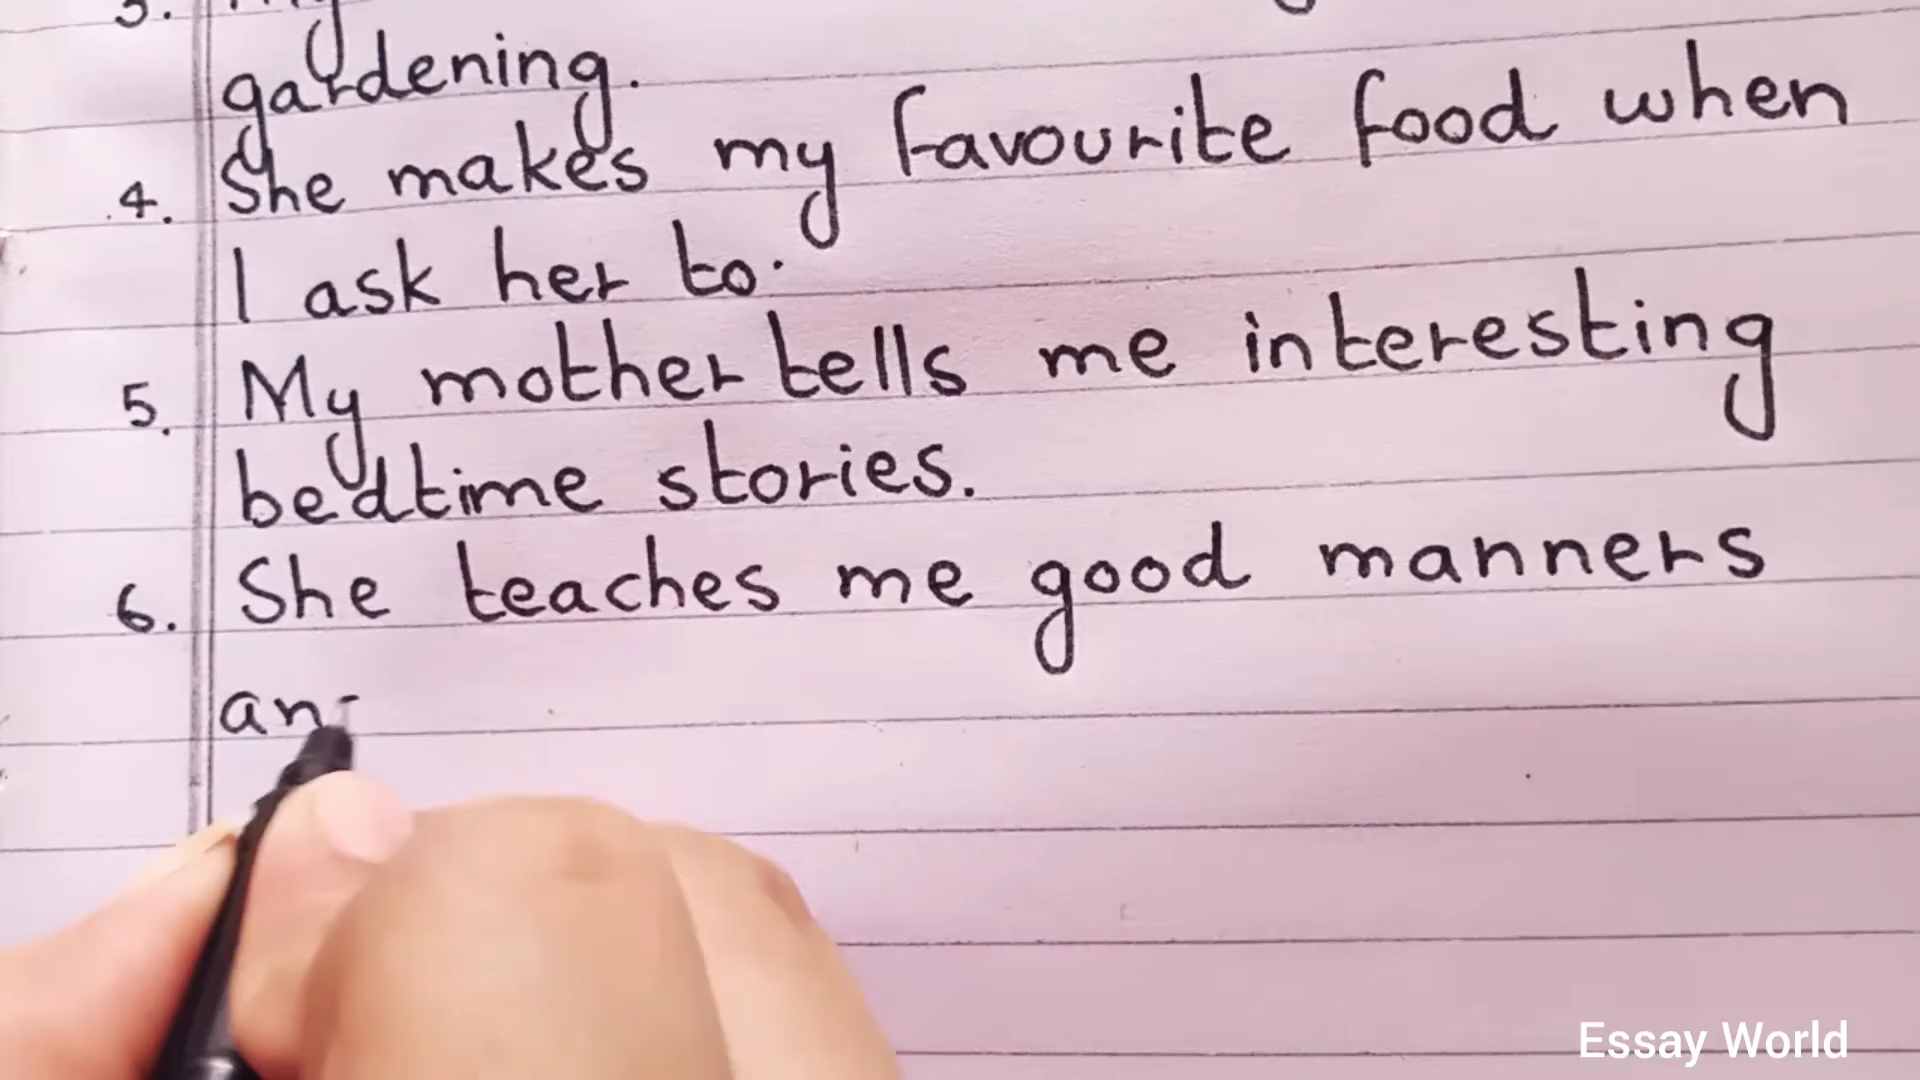 gardening.
4. She makes my favourite food when
I ask her to.
5. My mother tells me interesting
bedtime stories.
6. She teaches me good manners
an
Essay World